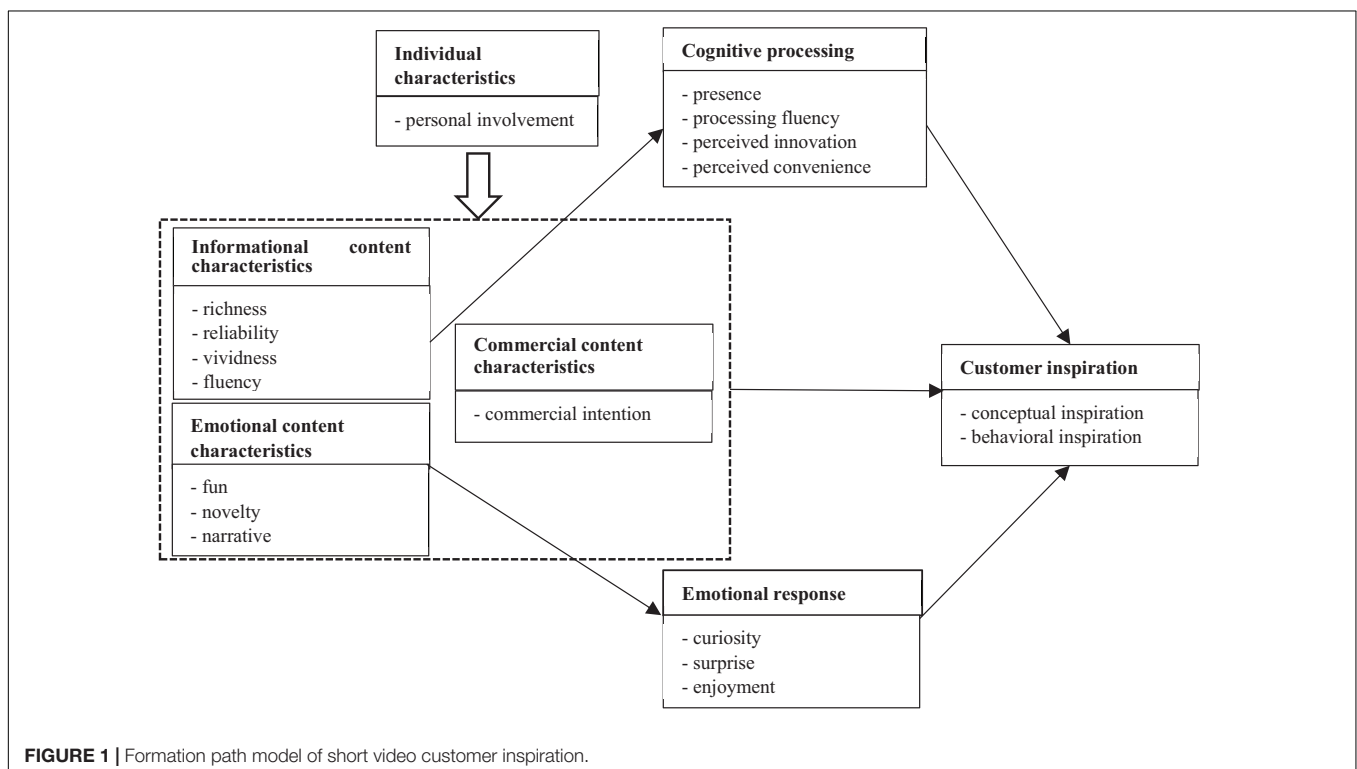 Individual
characteristics
- personal involvement
Cognitive processing
- presence
- processing fluency
- perceived innovation
- perceived convenience
Informational content
characteristics
- richness
- reliability
- vividness
- fluency
Commercial content
characteristics
- commercial intention
Emotional content
characteristics
- fun
- novelty
- narrative
Customer inspiration
- conceptual inspiration
- behavioral inspiration
Emotional response
- curiosity
- surprise
- enjoyment
FIGURE 1 | Formation path model of short video customer inspiration.